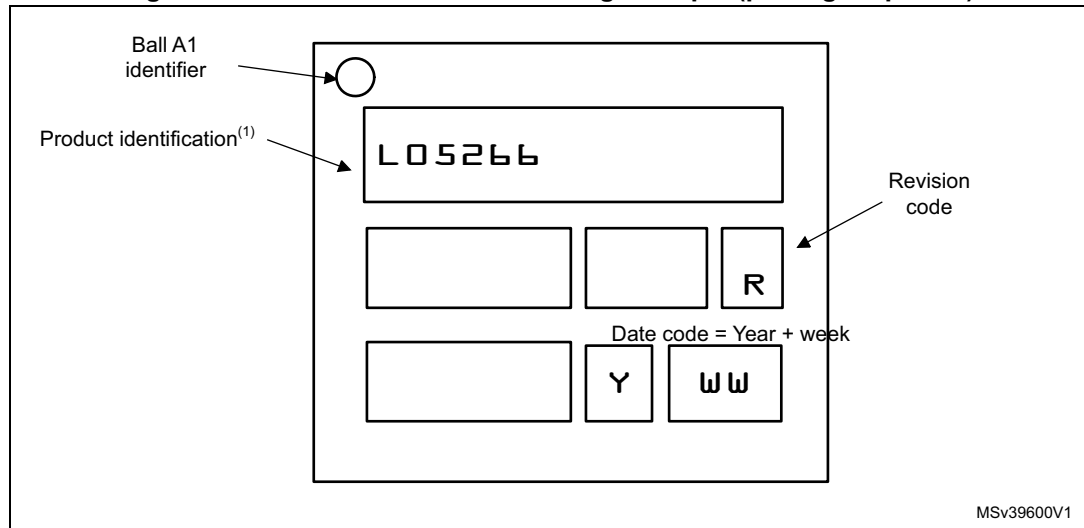 Ball A1
identifier
Product identification(1)
L05266
Revision
code
R
Date code = Year + week
Y WW
MSv39600V1